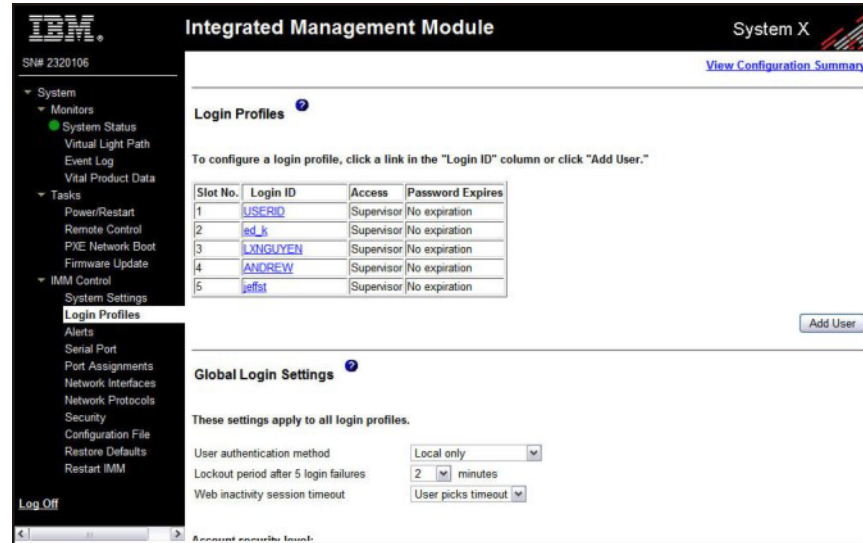 IBM.
Integrated Management Module
System X
SN# 2320106
View Configuration Summary
System
Monitors
System Status
Virtual Light Path
Event Log
Vital Product Data
Tasks
Power/Restart
Remote Control
PXE Network Boot
Firmware Update
IMM Control
System Settings
Login Profiles
Alerts
Serial Port
Port Assignments
Network Interfaces
Network Protocols
Security
Configuration File
Restore Defaults
Restart IMM
Log Off
Login Profiles ?
To configure a login profile, click a link in the "Login ID" column or click "Add User."
Slot No. Login ID Access Password Expires
1 USERID Supervisor No expiration
2 ed_k Supervisor No expiration
3 LXNGUYEN Supervisor No expiration
4 ANDREW Supervisor No expiration
5 jeffst Supervisor No expiration
Add User
Global Login Settings ?
These settings apply to all login profiles.
User authentication method Local only
Lockout period after 5 login failures 2 minutes
Web inactivity session timeout User picks timeout
Account security level: